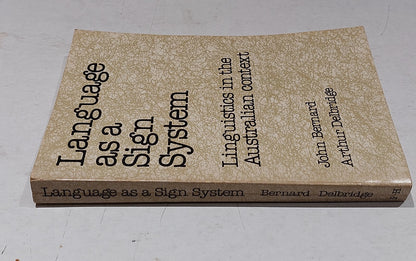 Language
as a
Sign
System
Linguistics in the
Australian context
John Bernard
Arthur Delbridge
Language as a Sign System Bernard Delbridge